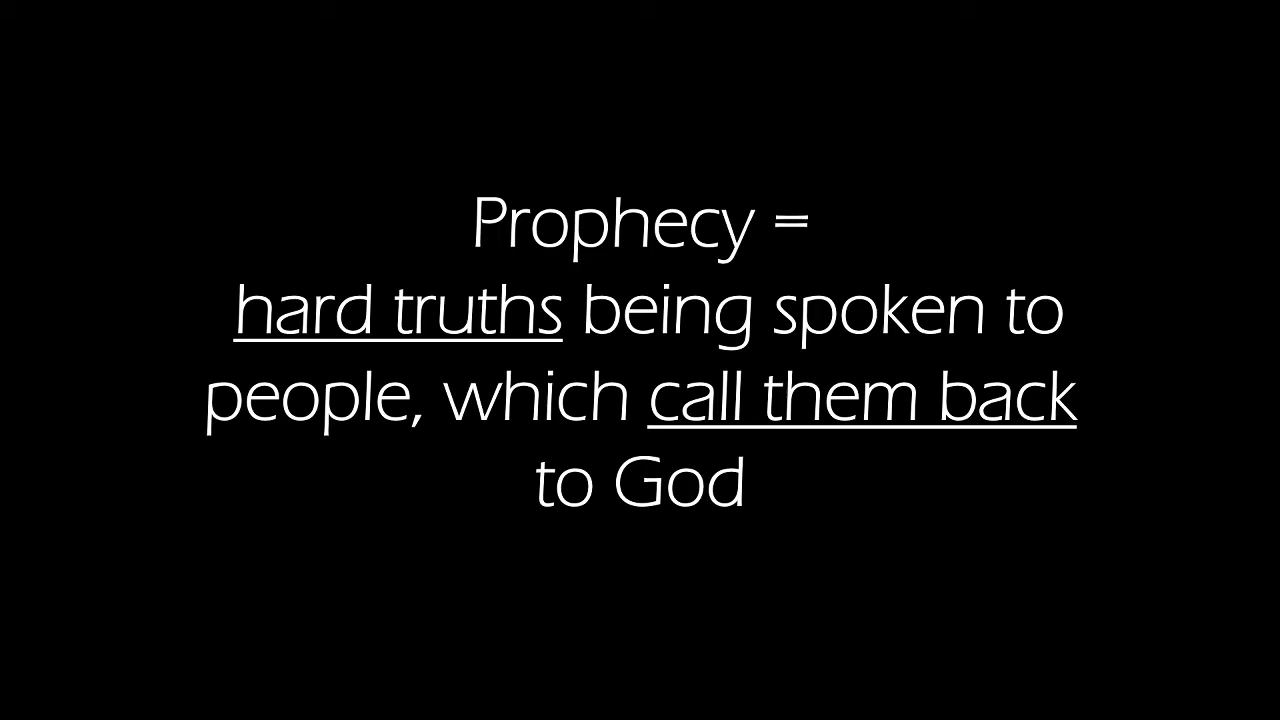 Prophecy =
hard truths being spoken to
people, which call them back
to God